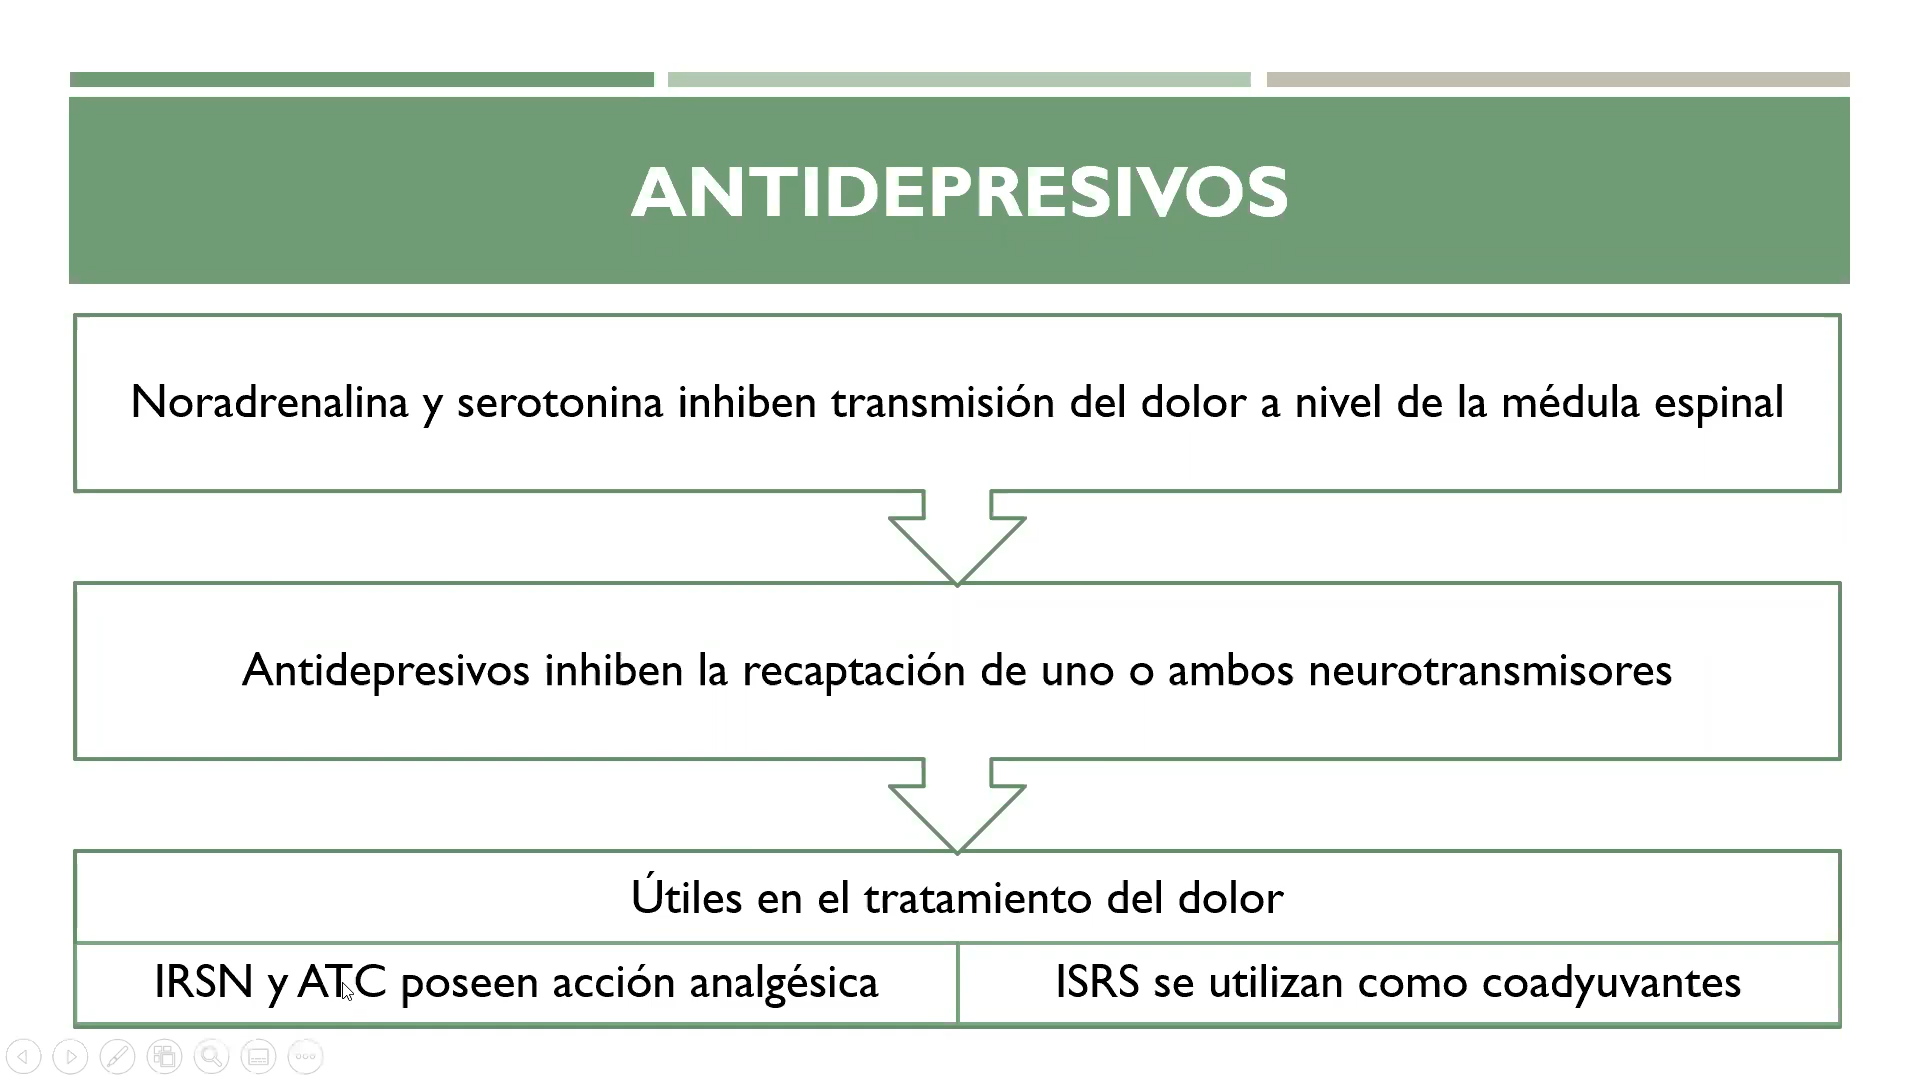 ANTIDEPRESIVOS
Noradrenalina y serotonina inhiben transmisión del dolor a nivel de la médula espinal
Antidepresivos inhiben la recaptación de uno o ambos neurotransmisores
Útiles en el tratamiento del dolor
IRSN y ATC poseen acción analgésica
ISRS se utilizan como coadyuvantes